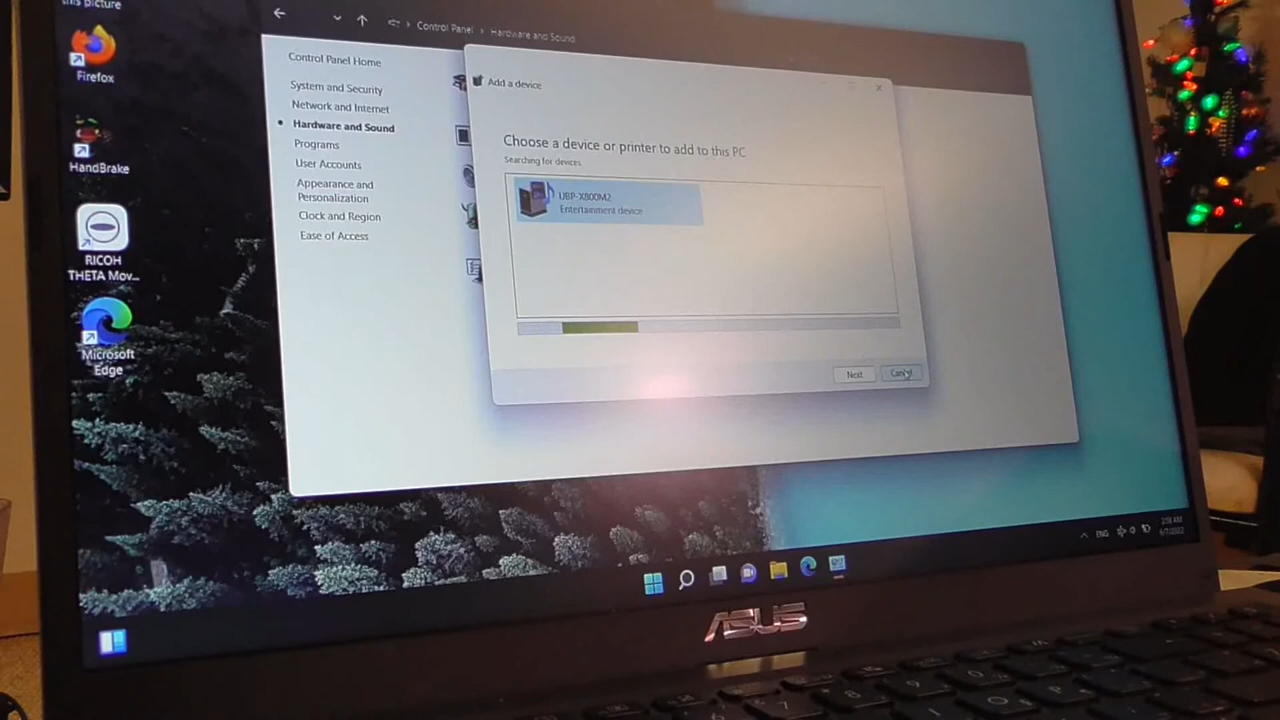 this picture
Firefox
HandBrake
RICOH
THETA Mov...
Microsoft
Edge
Control Panel › Hardware and Sound
Control Panel Home
System and Security
Network and Internet
Hardware and Sound
Programs
User Accounts
Appearance and
Personalization
Clock and Region
Ease of Access
Add a device
Choose a device or printer to add to this PC
Searching for devices
UBP-X800M2
Entertainment device
Next
Cancel
ENG
ASUS